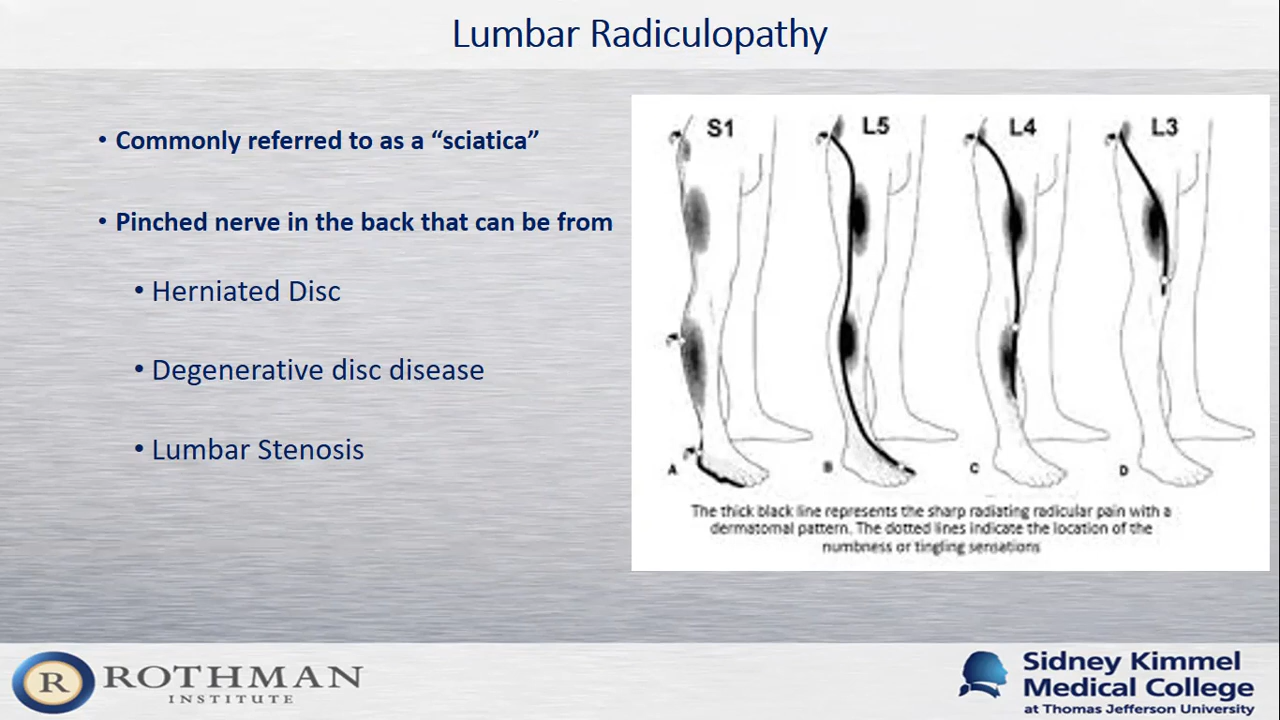 Lumbar Radiculopathy
• Commonly referred to as a “sciatica”
• Pinched nerve in the back that can be from
• Herniated Disc
• Degenerative disc disease
• Lumbar Stenosis
S1 L5 L4 L3
A B C D
The thick black line represents the sharp radiating radicular pain with a
dermatomal pattern. The dotted lines indicate the location of the
numbness or tingling sensations
R ROTHMAN
INSTITUTE
Sidney Kimmel
Medical College
at Thomas Jefferson University